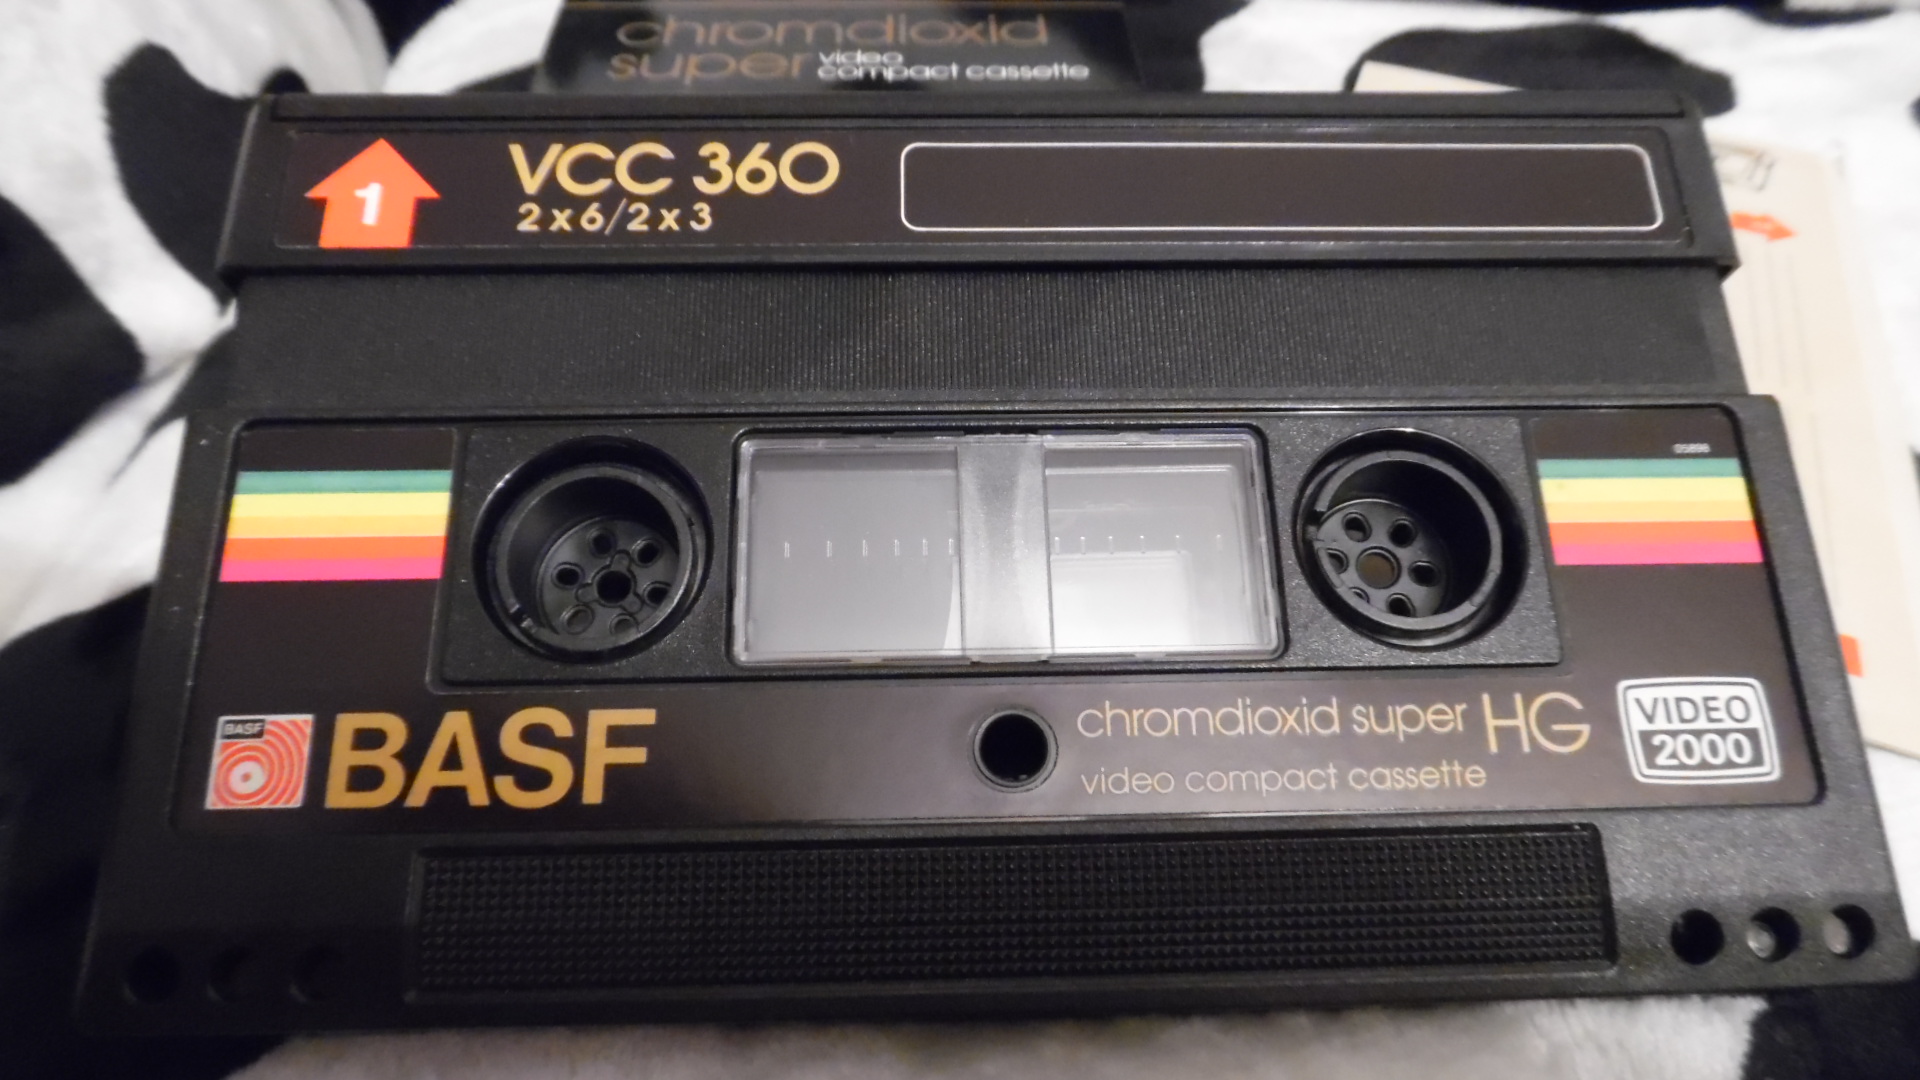 chromdioxid
super video
compact cassette
1
VCC 360
2x6/2x3
BASF
BASF
chromdioxid super HG
video compact cassette
VIDEO
2000